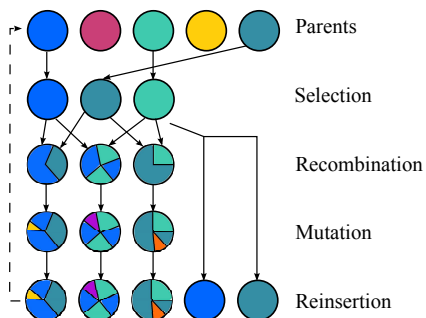 Parents
Selection
Recombination
Mutation
Reinsertion